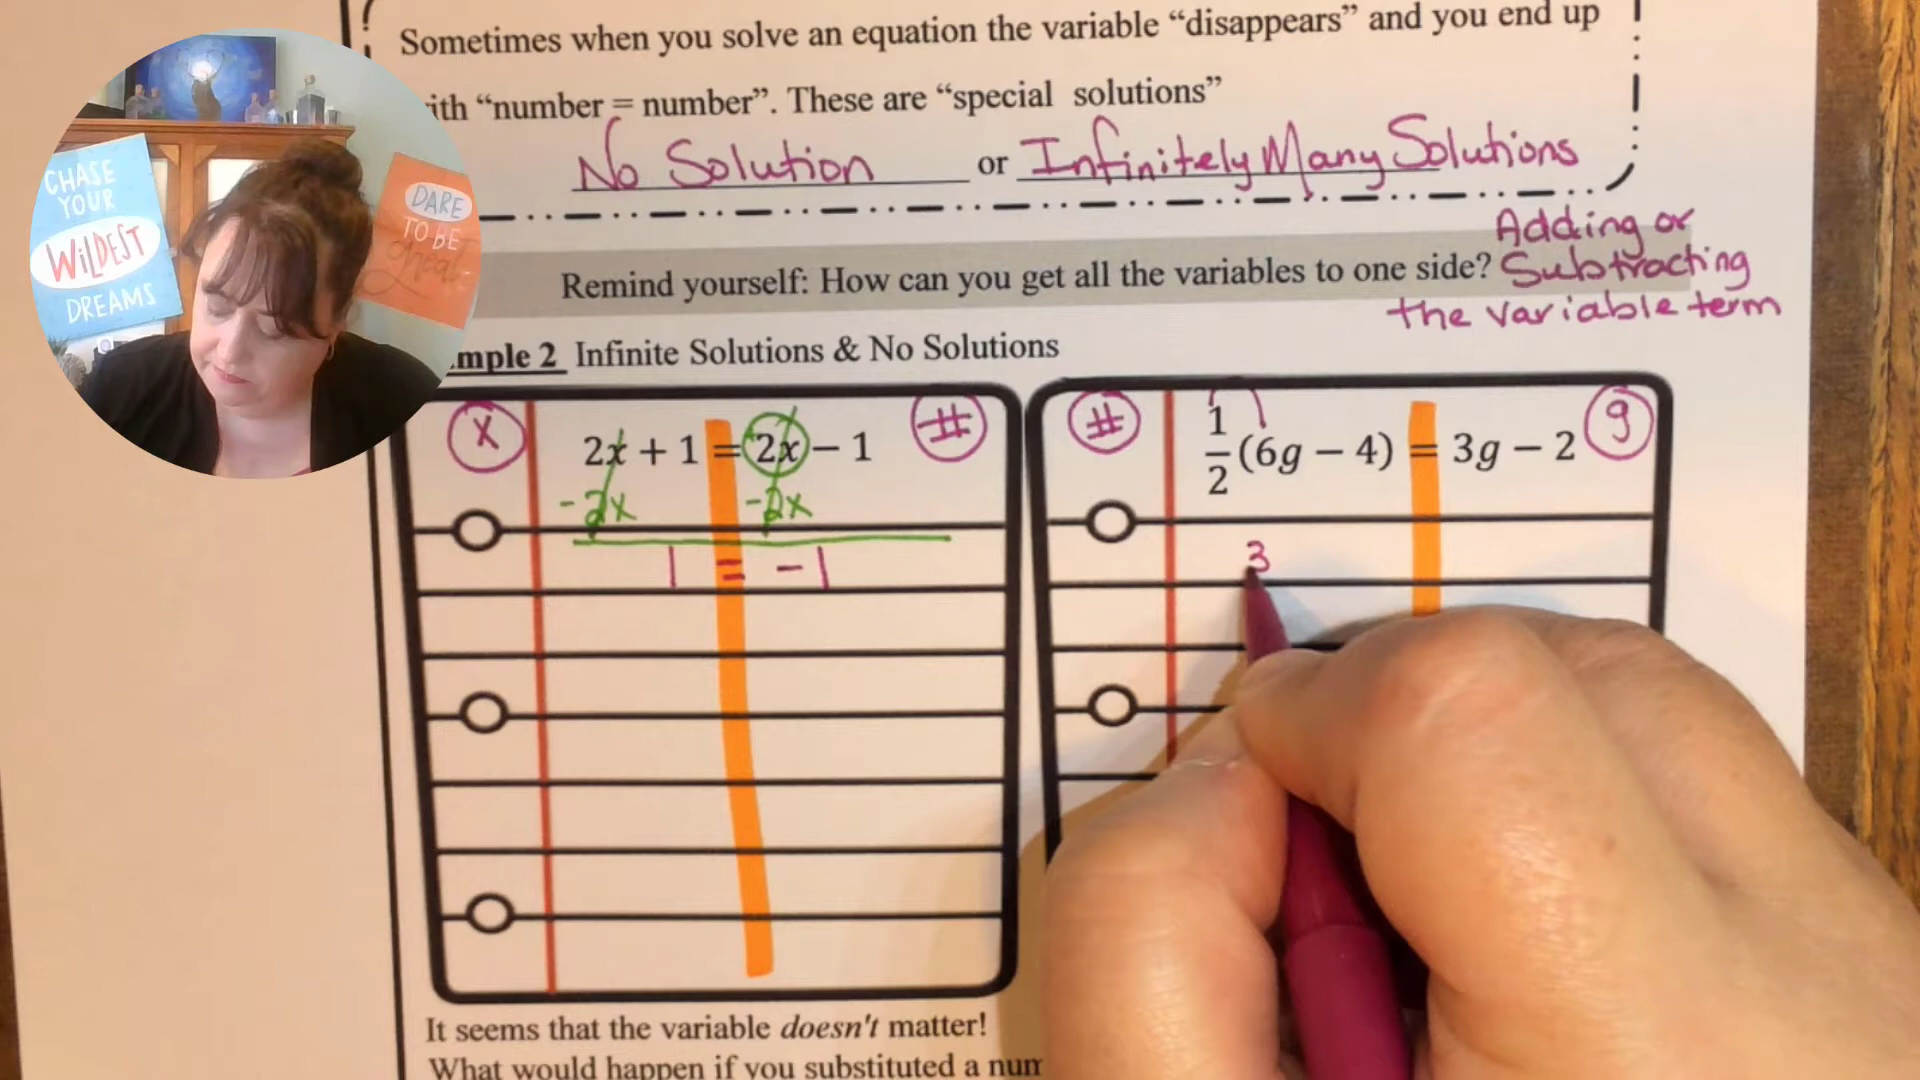 Sometimes when you solve an equation the variable “disappears” and you end up
ith “number = number”. These are “special solutions”
No Solution or Infinitely Many Solutions
CHASE
YOUR
WiLDEST
DREAMS
DARE
TO BE
great
Remind yourself: How can you get all the variables to one side? Adding or
Subtracting
the variable term
mple 2 Infinite Solutions & No Solutions
X 2x + 1 = 2x − 1 #
-2x -2x
1 = -1
# 1/2(6g − 4) = 3g − 2 g
3
It seems that the variable doesn't matter!
What would happen if you substituted a num